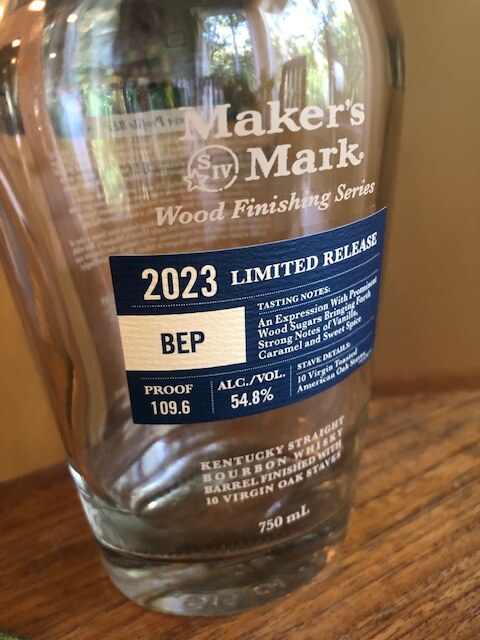 Maker's
SIV Mark
Wood Finishing Series
2023 LIMITED RELEASE
BEP
TASTING NOTES:
An Expression With Prominent
Wood Sugars Bringing Forth
Strong Notes of Vanilla,
Caramel and Sweet Spice
PROOF
109.6
ALC./VOL.
54.8%
STAVE DETAILS:
10 Virgin Toasted
American Oak Staves
KENTUCKY STRAIGHT
BOURBON WHISKY
BARREL FINISHED WITH
10 VIRGIN OAK STAVES
750 mL